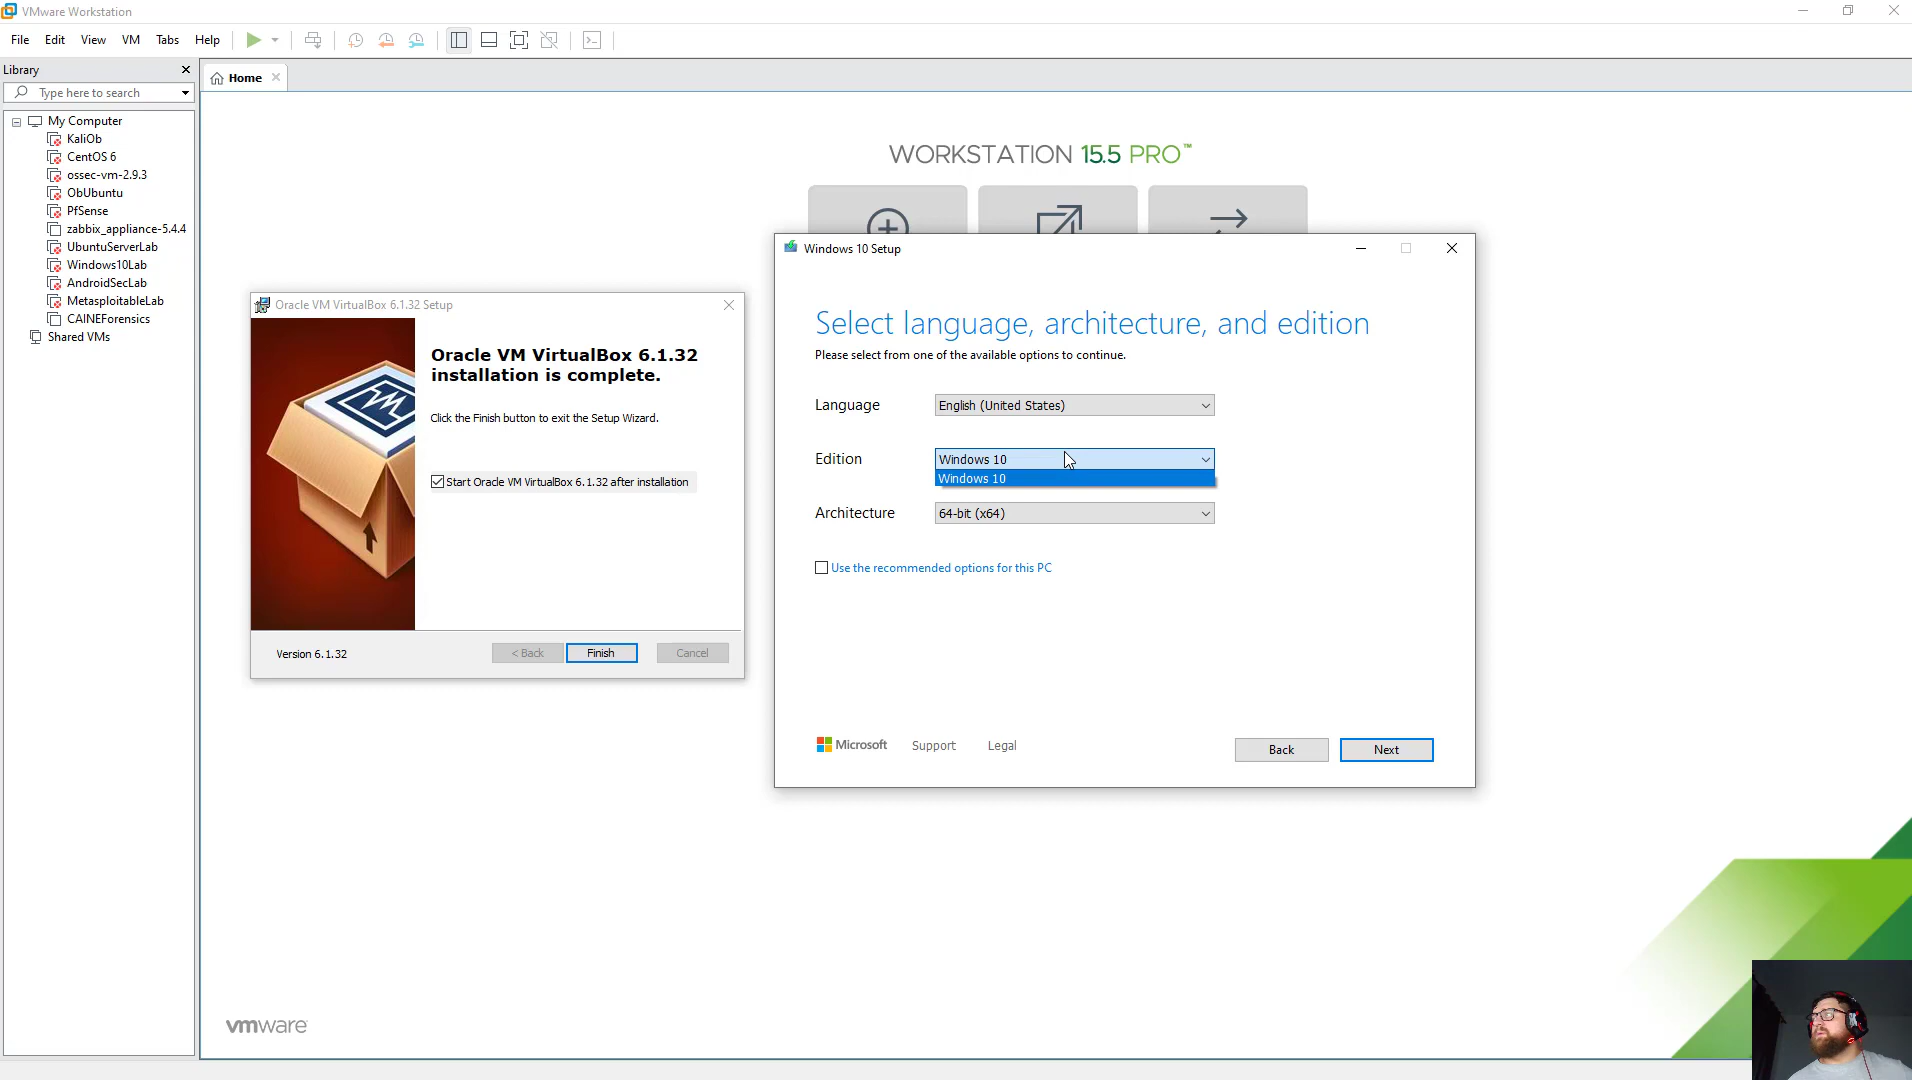 VMware Workstation
File Edit View VM Tabs Help
Library
Type here to search
My Computer
KaliOb
CentOS 6
ossec-vm-2.9.3
ObUbuntu
PfSense
zabbix_appliance-5.4.4
UbuntuServerLab
Windows10Lab
AndroidSecLab
MetasploitableLab
CAINEForensics
Shared VMs
Home
WORKSTATION 15.5 PRO™
Oracle VM VirtualBox 6.1.32 Setup
Oracle VM VirtualBox 6.1.32
installation is complete.
Click the Finish button to exit the Setup Wizard.
Start Oracle VM VirtualBox 6.1.32 after installation
Version 6.1.32
< Back
Finish
Cancel
Windows 10 Setup
Select language, architecture, and edition
Please select from one of the available options to continue.
Language English (United States)
Edition Windows 10
Windows 10
Architecture 64-bit (x64)
Use the recommended options for this PC
Microsoft Support Legal
Back
Next
vmware